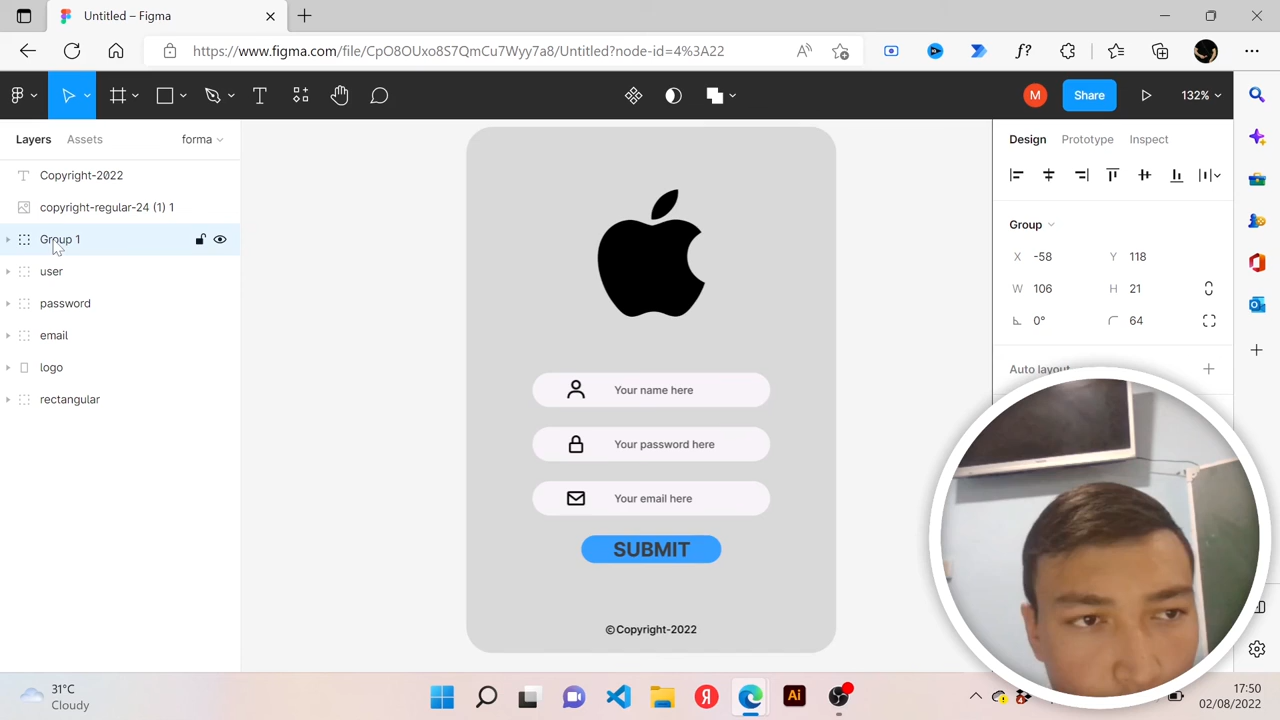 Untitled – Figma
https://www.figma.com/file/CpO8OUxo8S7QmCu7Wyy7a8/Untitled?node-id=4%3A22
M
Share
132%
Layers
Assets
forma
Design
Prototype
Inspect
Copyright-2022
copyright-regular-24 (1) 1
Group 1
user
password
email
logo
rectangular
Your name here
Your password here
Your email here
SUBMIT
©Copyright-2022
Group
X -58
Y 118
W 106
H 21
0°
64
Auto layout
31°C
Cloudy
Я
Ai
17:50
02/08/2022